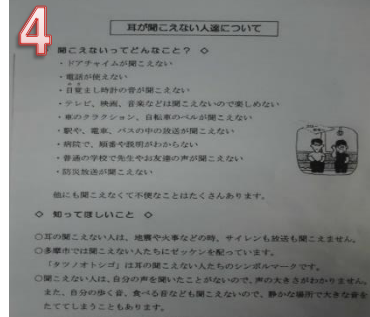 4
耳が聞こえない人達について
聞こえないってどんなこと？ ◇
・ドアチャイムが聞こえない
・電話が使えない
・目覚まし時計の音が聞こえない
・テレビ、映画、音楽などは聞こえないので楽しめない
・車のクラクション、自転車のベルが聞こえない
・駅や、電車、バスの中の放送が聞こえない
・病院で、順番や説明がわからない
・普通の学校で先生やお友達の声が聞こえない
・防災放送が聞こえない
他にも聞こえなくて不便なことはたくさんあります。
◇ 知ってほしいこと ◇
○耳の聞こえない人は、地震や火事などの時、サイレンも放送も聞こえません。
○多摩市では聞こえない人たちにゼッケンを配っています。
「タツノオトシゴ」は耳の聞こえない人たちのシンボルマークです。
○聞こえない人は、自分の声を聞いたことがないので、声の大きさがわかりません。
また、自分の歩く音、食べる音なども聞こえないので、静かな場所で大きな音を
たててしまうこともあります。